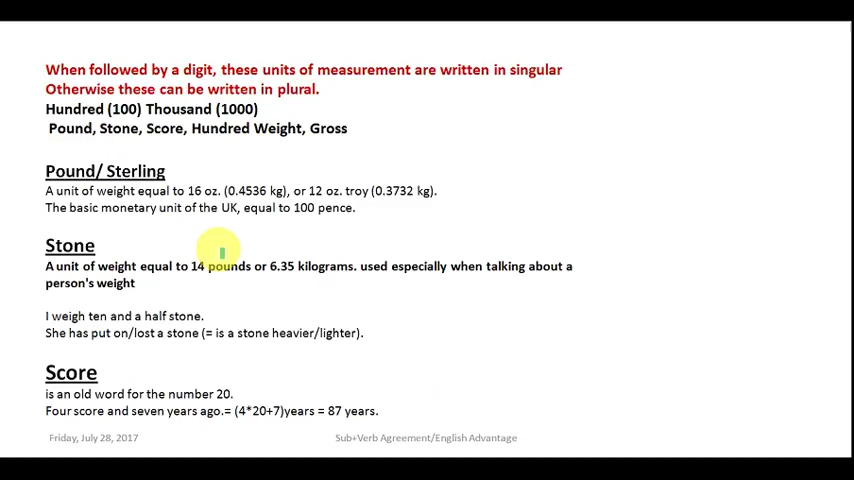 When followed by a digit, these units of measurement are written in singular
Otherwise these can be written in plural.
Hundred (100) Thousand (1000)
Pound, Stone, Score, Hundred Weight, Gross
Pound/ Sterling
A unit of weight equal to 16 oz. (0.4536 kg), or 12 oz. troy (0.3732 kg).
The basic monetary unit of the UK, equal to 100 pence.
Stone
A unit of weight equal to 14 pounds or 6.35 kilograms. used especially when talking about a
person's weight
I weigh ten and a half stone.
She has put on/lost a stone (= is a stone heavier/lighter).
Score
is an old word for the number 20.
Four score and seven years ago.= (4*20+7)years = 87 years.
Friday, July 28, 2017 Sub+Verb Agreement/English Advantage